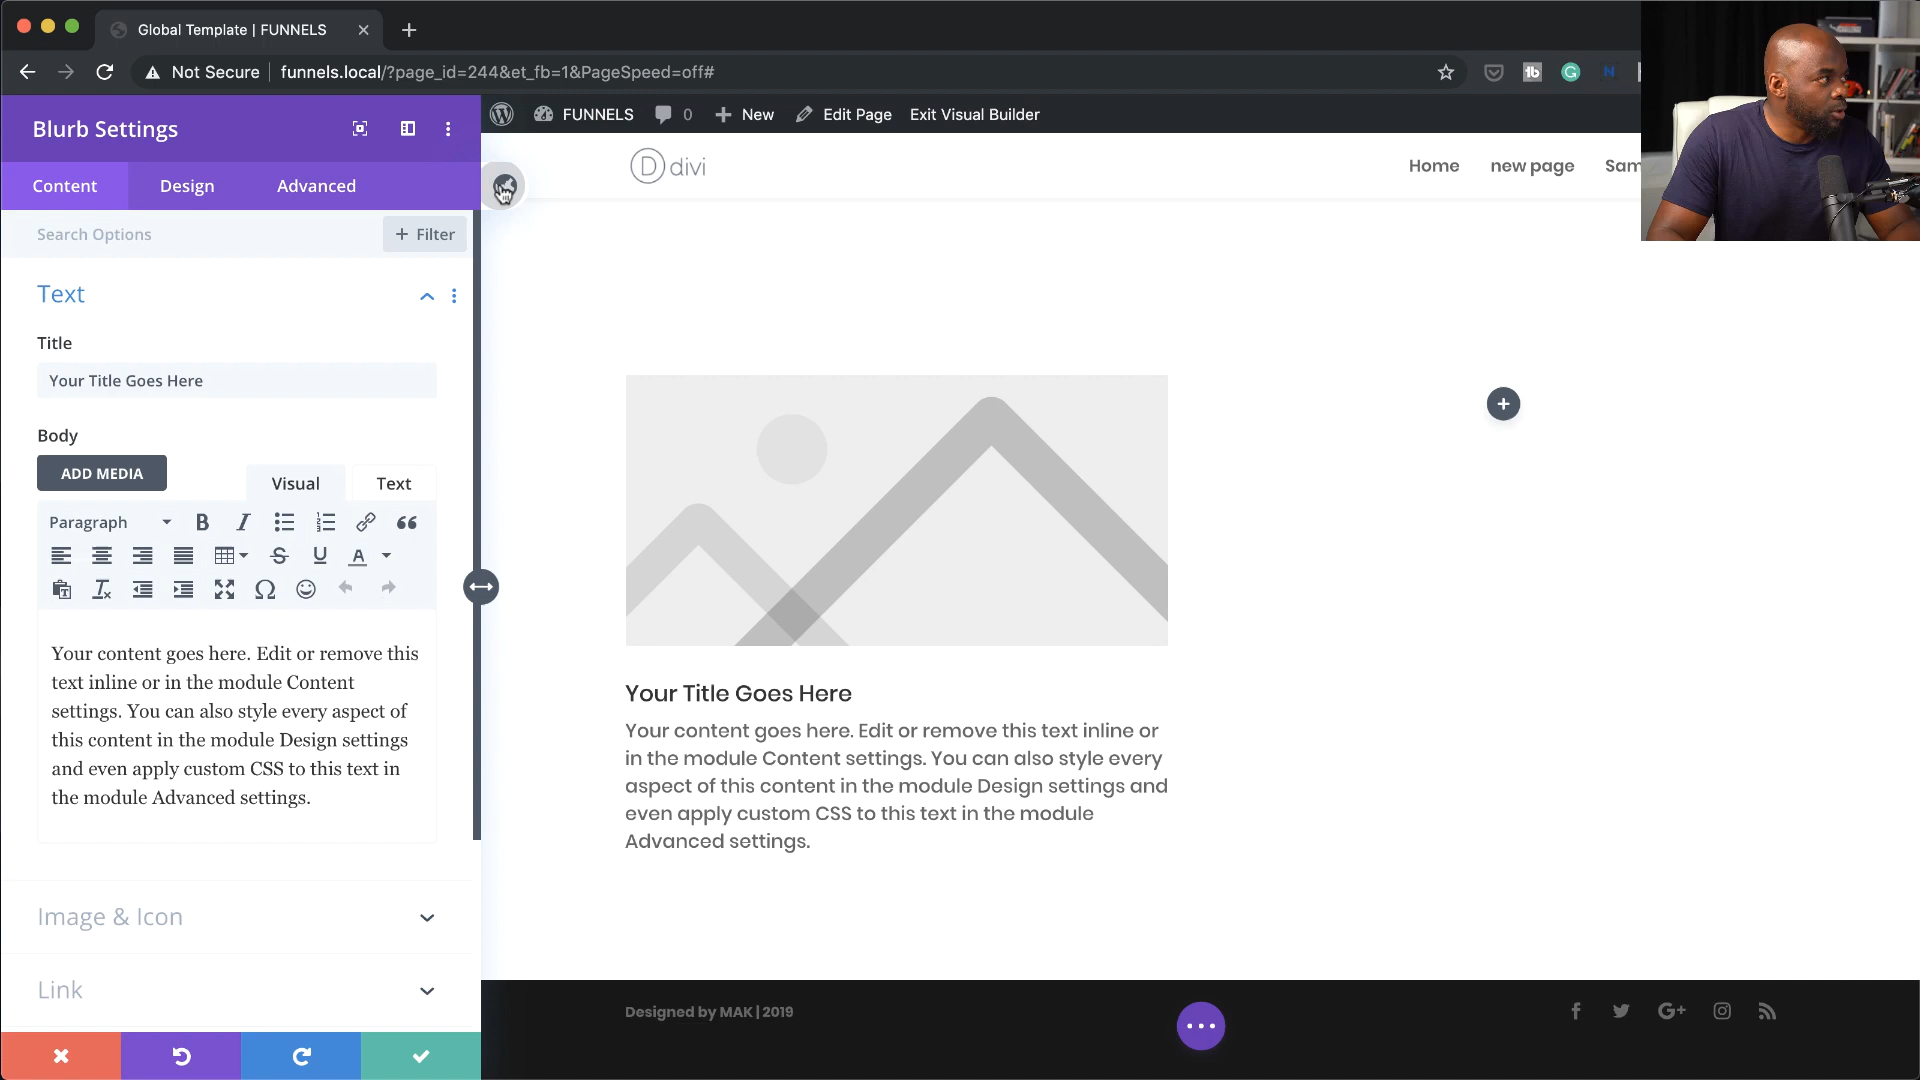 Global Template | FUNNELS
Not Secure
funnels.local/?page_id=244&et_fb=1&PageSpeed=off#
Blurb Settings
FUNNELS
0
New
Edit Page
Exit Visual Builder
Content
Design
Advanced
divi
Home
new page
Sam
Search Options
+ Filter
Text
Title
Your Title Goes Here
Body
ADD MEDIA
Visual
Text
Paragraph
Your content goes here. Edit or remove this
text inline or in the module Content
settings. You can also style every aspect of
this content in the module Design settings
and even apply custom CSS to this text in
the module Advanced settings.
Image & Icon
Link
Your Title Goes Here
Your content goes here. Edit or remove this text inline or
in the module Content settings. You can also style every
aspect of this content in the module Design settings and
even apply custom CSS to this text in the module
Advanced settings.
Designed by MAK | 2019